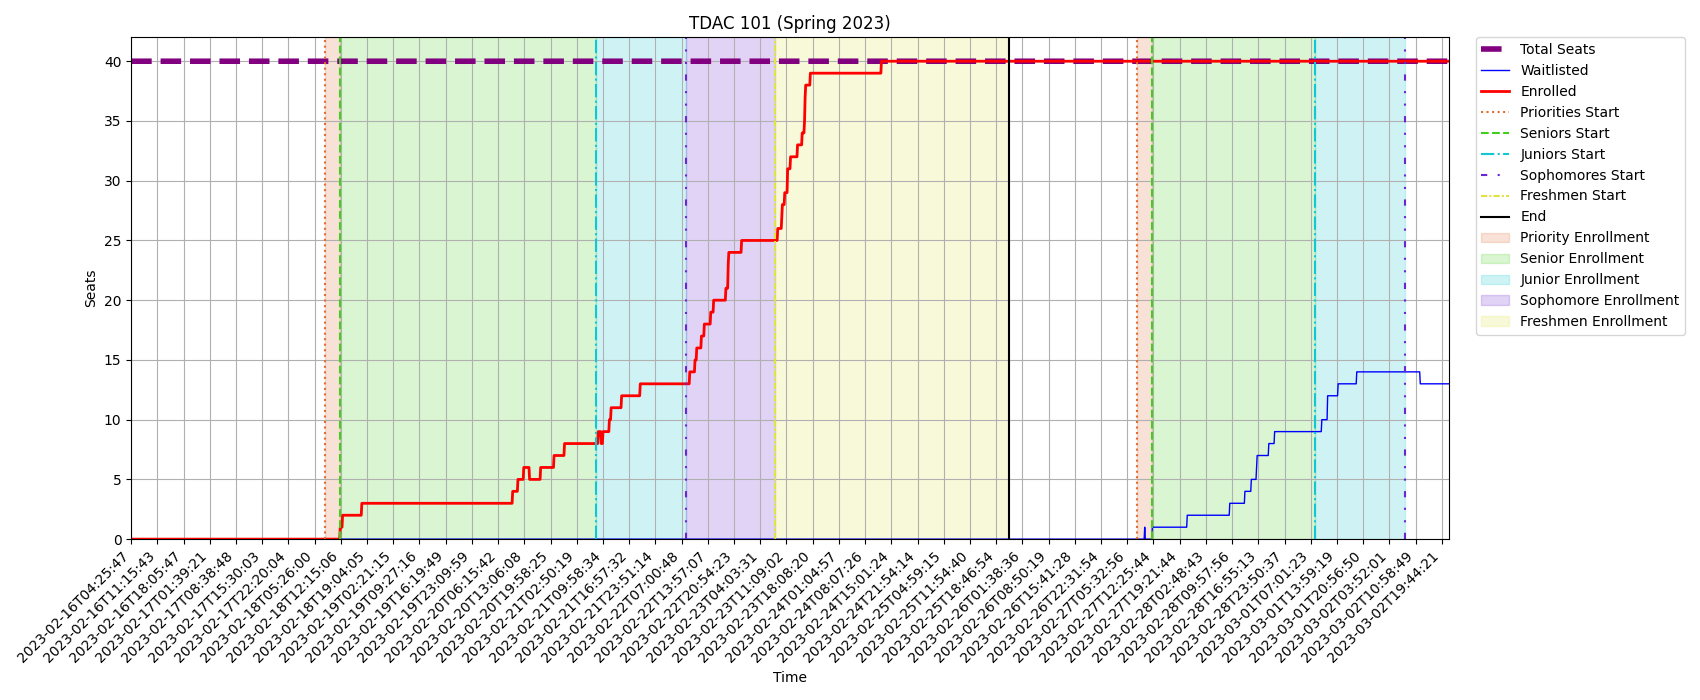 TDAC 101 (Spring 2023)
Seats
40
35
30
25
20
15
10
5
0
2023-02-16T04:25:47
2023-02-16T11:15:43
2023-02-16T18:05:47
2023-02-17T01:39:21
2023-02-17T08:38:48
2023-02-17T15:30:03
2023-02-17T22:20:04
2023-02-18T05:26:00
2023-02-18T12:15:06
2023-02-18T19:04:05
2023-02-19T02:21:15
2023-02-19T09:27:16
2023-02-19T16:19:49
2023-02-19T23:09:59
2023-02-20T06:15:42
2023-02-20T13:06:08
2023-02-20T19:58:25
2023-02-21T02:50:19
2023-02-21T09:58:34
2023-02-21T16:57:32
2023-02-21T23:51:14
2023-02-22T07:00:48
2023-02-22T13:57:07
2023-02-22T20:54:23
2023-02-23T04:03:31
2023-02-23T11:09:02
2023-02-23T18:08:20
2023-02-24T01:04:57
2023-02-24T08:07:26
2023-02-24T15:01:24
2023-02-24T21:54:14
2023-02-25T04:59:15
2023-02-25T11:54:40
2023-02-25T18:46:54
2023-02-26T01:38:36
2023-02-26T08:50:19
2023-02-26T15:41:28
2023-02-26T22:31:54
2023-02-27T05:32:56
2023-02-27T12:25:44
2023-02-27T19:21:44
2023-02-28T02:48:43
2023-02-28T09:57:56
2023-02-28T16:55:13
2023-02-28T23:50:37
2023-03-01T07:01:23
2023-03-01T13:59:19
2023-03-01T20:56:50
2023-03-02T03:52:01
2023-03-02T10:58:49
2023-03-02T19:44:21
Time
Total Seats
Waitlisted
Enrolled
Priorities Start
Seniors Start
Juniors Start
Sophomores Start
Freshmen Start
End
Priority Enrollment
Senior Enrollment
Junior Enrollment
Sophomore Enrollment
Freshmen Enrollment